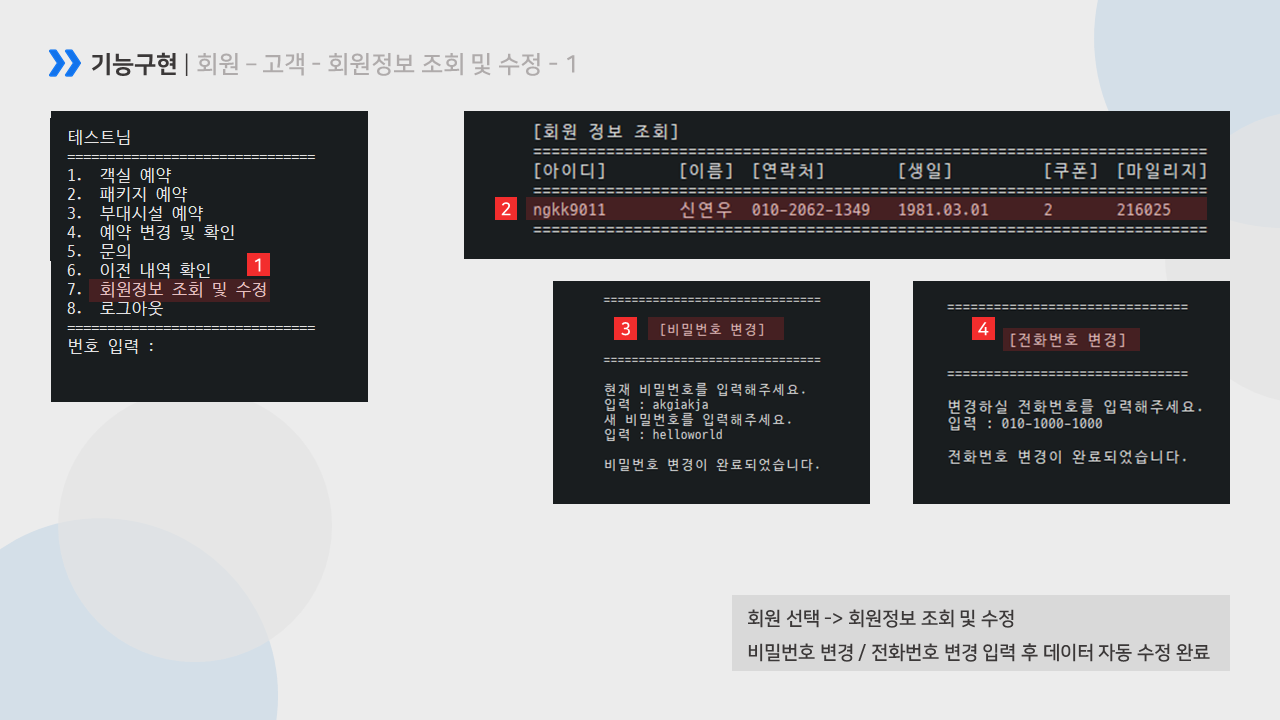 기능구현 | 회원 – 고객 - 회원정보 조회 및 수정 - 1
테스트님
===============================
1. 객실 예약
2. 패키지 예약
3. 부대시설 예약
4. 예약 변경 및 확인
5. 문의
6. 이전 내역 확인
1
7. 회원정보 조회 및 수정
8. 로그아웃
===============================
번호 입력 :
[회원 정보 조회]
==========================================================================
[아이디] [이름] [연락처] [생일] [쿠폰] [마일리지]
==========================================================================
2 ngkk9011 신연우 010-2062-1349 1981.03.01 2 216025
==========================================================================
===============================
3 [비밀번호 변경]
===============================
현재 비밀번호를 입력해주세요.
입력 : akgiakja
새 비밀번호를 입력해주세요.
입력 : helloworld
비밀번호 변경이 완료되었습니다.
===============================
4 [전화번호 변경]
===============================
변경하실 전화번호를 입력해주세요.
입력 : 010-1000-1000
전화번호 변경이 완료되었습니다.
회원 선택 -> 회원정보 조회 및 수정
비밀번호 변경 / 전화번호 변경 입력 후 데이터 자동 수정 완료